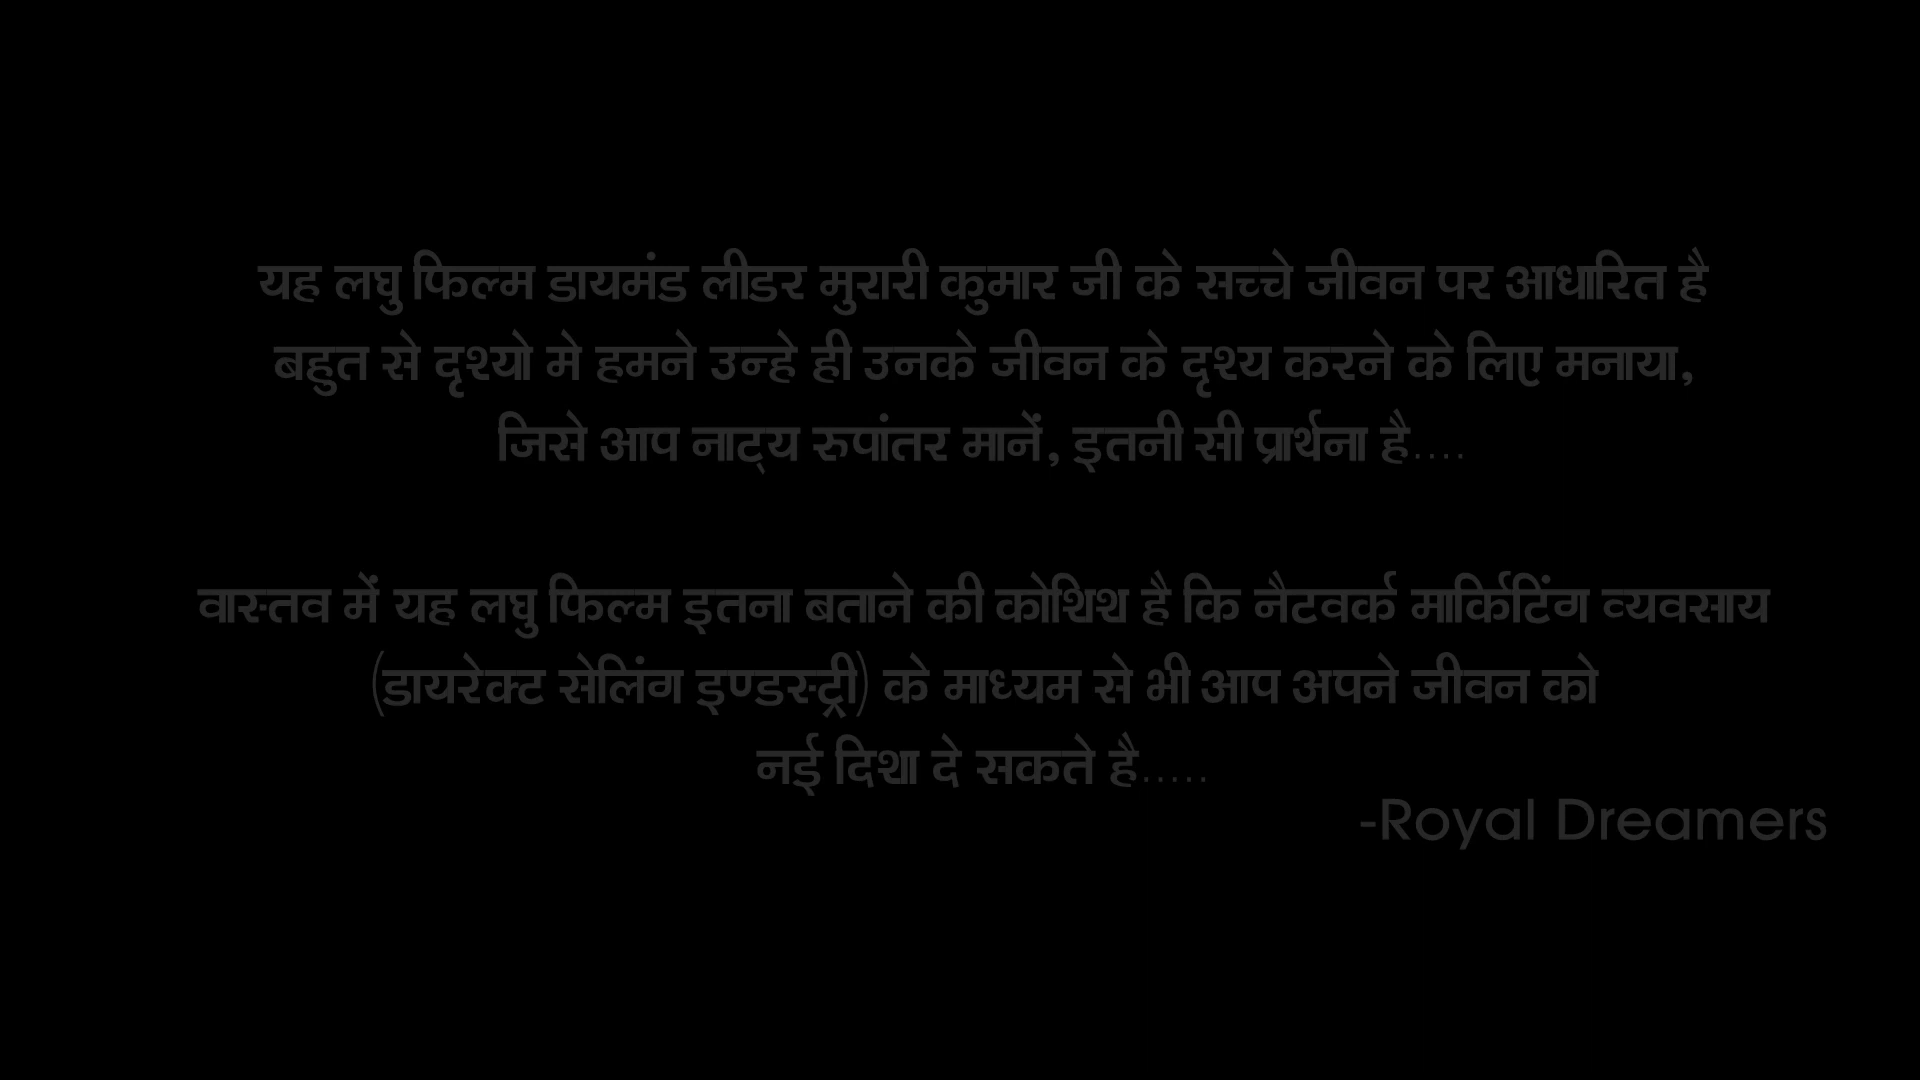 यह लघु फिल्म डायमंड लीडर मुरारी कुमार जी के सच्चे जीवन पर आधारित है
बहुत से दृश्यो मे हमने उन्हे ही उनके जीवन के दृश्य करने के लिए मनाया,
जिसे आप नाट्य रुपांतर मानें, इतनी सी प्रार्थना है....
वास्तव में यह लघु फिल्म इतना बताने की कोशिश है कि नैटवर्क मार्किटिंग व्यवसाय
(डायरेक्ट सेलिंग इण्डस्ट्री) के माध्यम से भी आप अपने जीवन को
नई दिशा दे सकते है.....
-Royal Dreamers